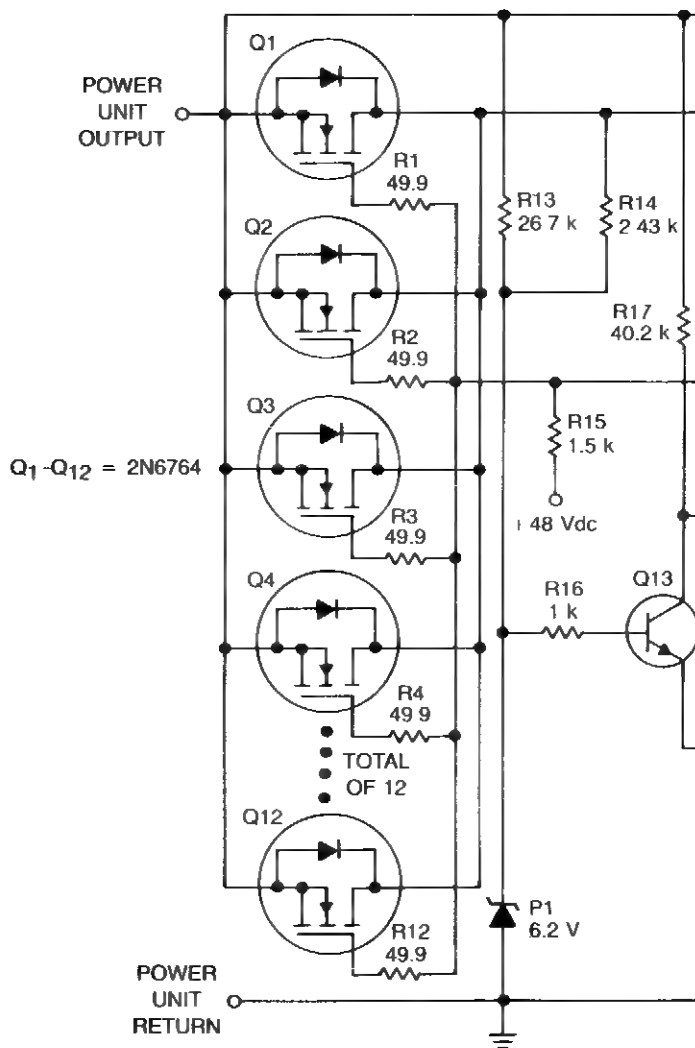 Q1
POWER
UNIT
OUTPUT
R1
49.9
R13
26 7 k
R14
2 43 k
Q2
R2
49.9
R17
40.2 k
Q3
R15
1.5 k
Q1-Q12 = 2N6764
R3
49.9
+48 Vdc
Q4
R16
1 k
Q13
R4
49 9
TOTAL
OF 12
Q12
P1
6.2 V
R12
49.9
POWER
UNIT
RETURN